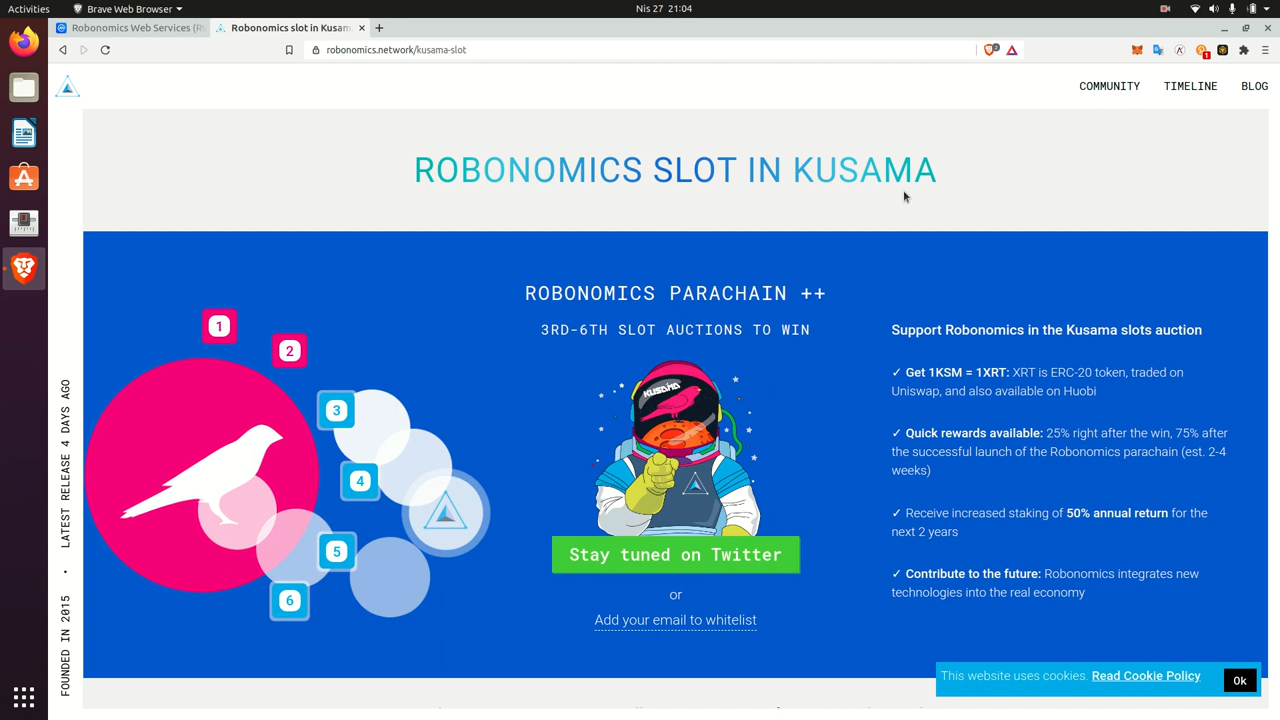 Activities
Brave Web Browser
Nis 27 21:04
Robonomics Web Services (R
Robonomics slot in Kusam
robonomics.network/kusama-slot
2
1
COMMUNITY
TIMELINE
BLOG
ROBONOMICS SLOT IN KUSAMA
ROBONOMICS PARACHAIN ++
3RD-6TH SLOT AUCTIONS TO WIN
1
2
3
4
5
6
KUSAMA
Stay tuned on Twitter
or
Add your email to whitelist
Support Robonomics in the Kusama slots auction
✓ Get 1KSM = 1XRT: XRT is ERC-20 token, traded on
Uniswap, and also available on Huobi
✓ Quick rewards available: 25% right after the win, 75% after
the successful launch of the Robonomics parachain (est. 2-4
weeks)
✓ Receive increased staking of 50% annual return for the
next 2 years
✓ Contribute to the future: Robonomics integrates new
technologies into the real economy
FOUNDED IN 2015 • LATEST RELEASE 4 DAYS AGO
This website uses cookies. Read Cookie Policy
Ok